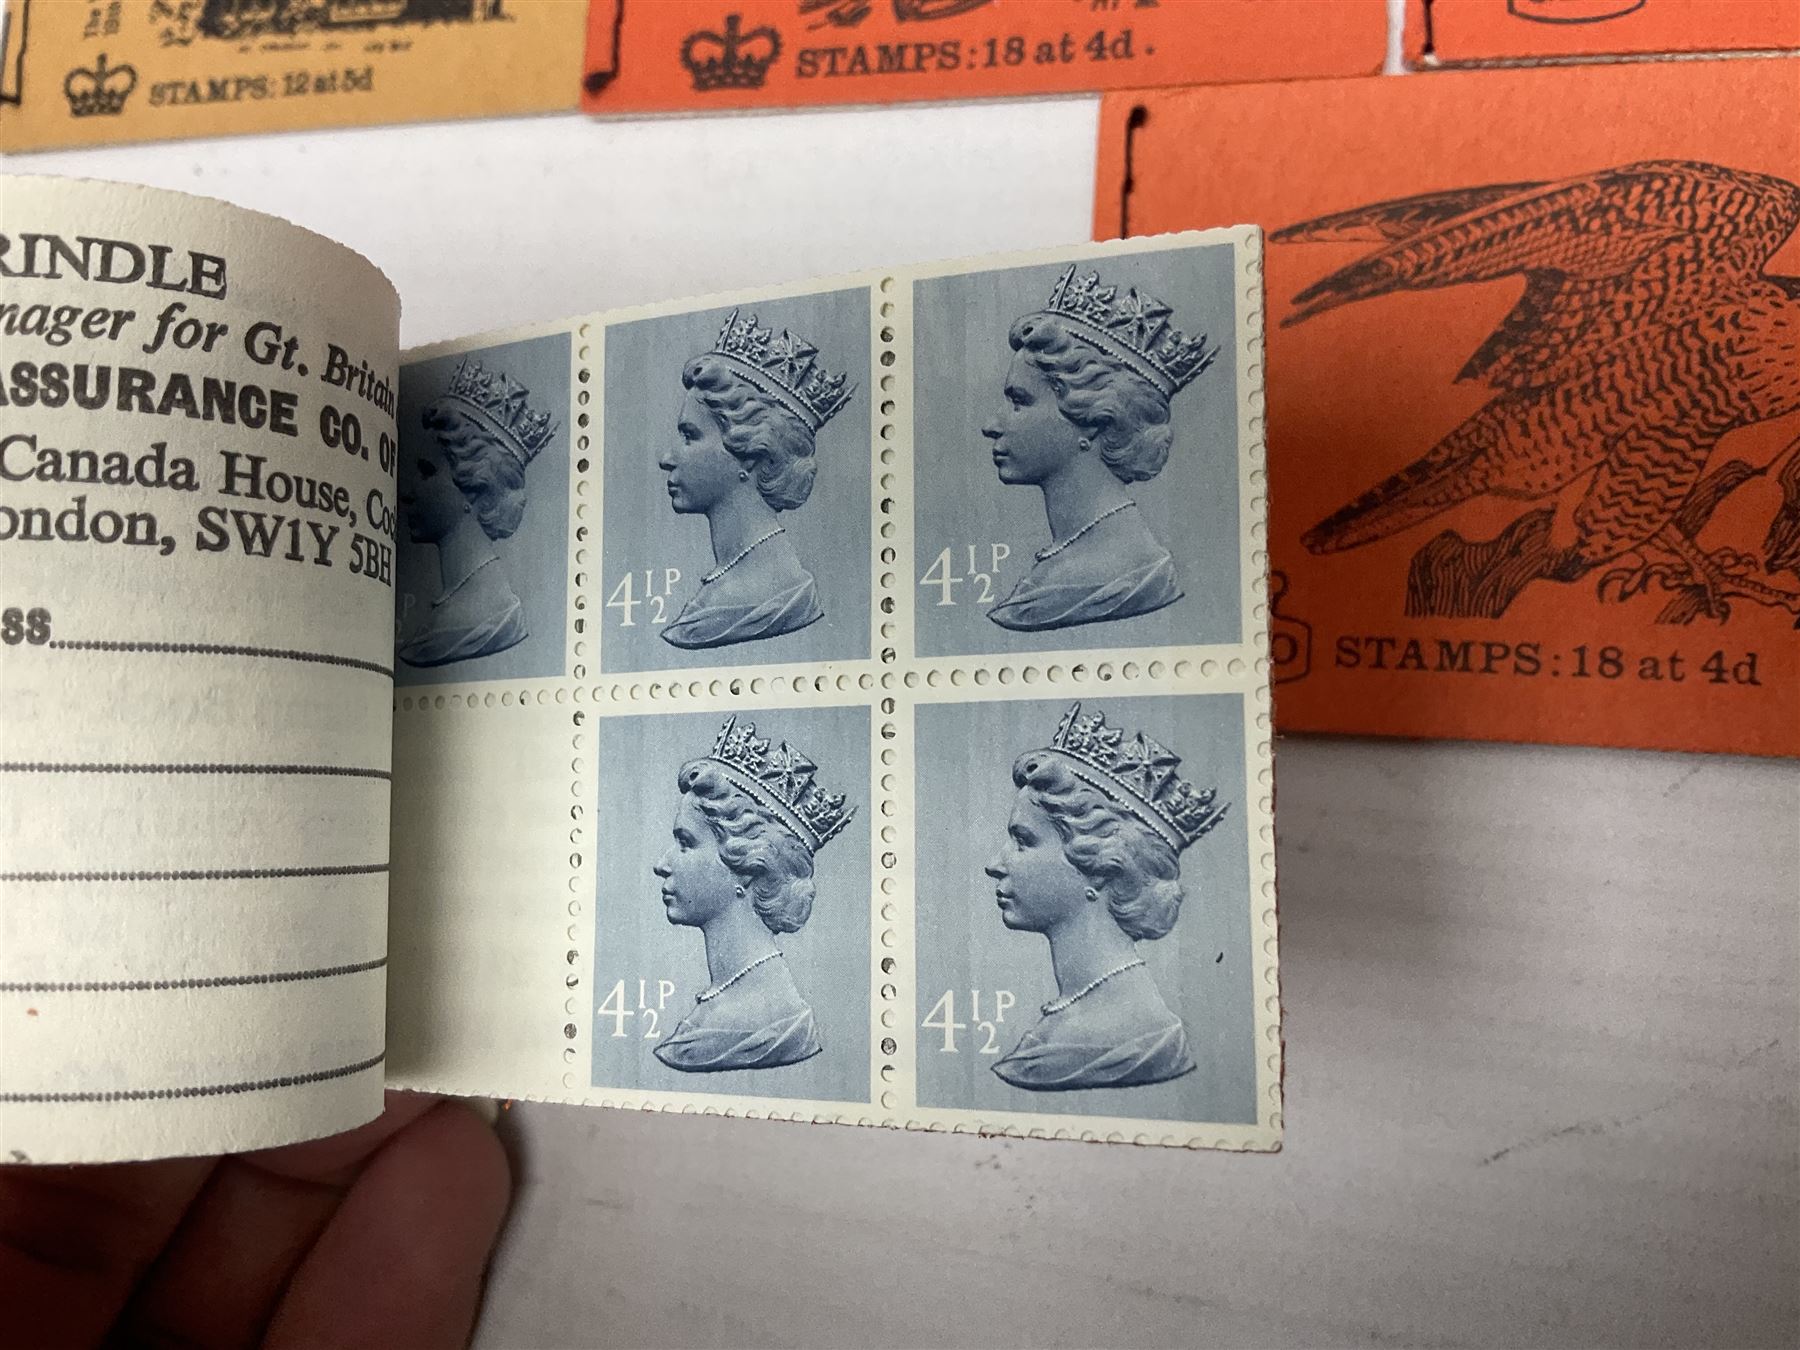 STAMPS: 12 at 5d
STAMPS: 18 at 4d.
STAMPS: 18 at 4d
RINDLE
nager for Gt. Britain
ASSURANCE CO. OF
Canada House,
ondon, SW1Y 5BH
ss
4½P
4½P
4½P
4½P